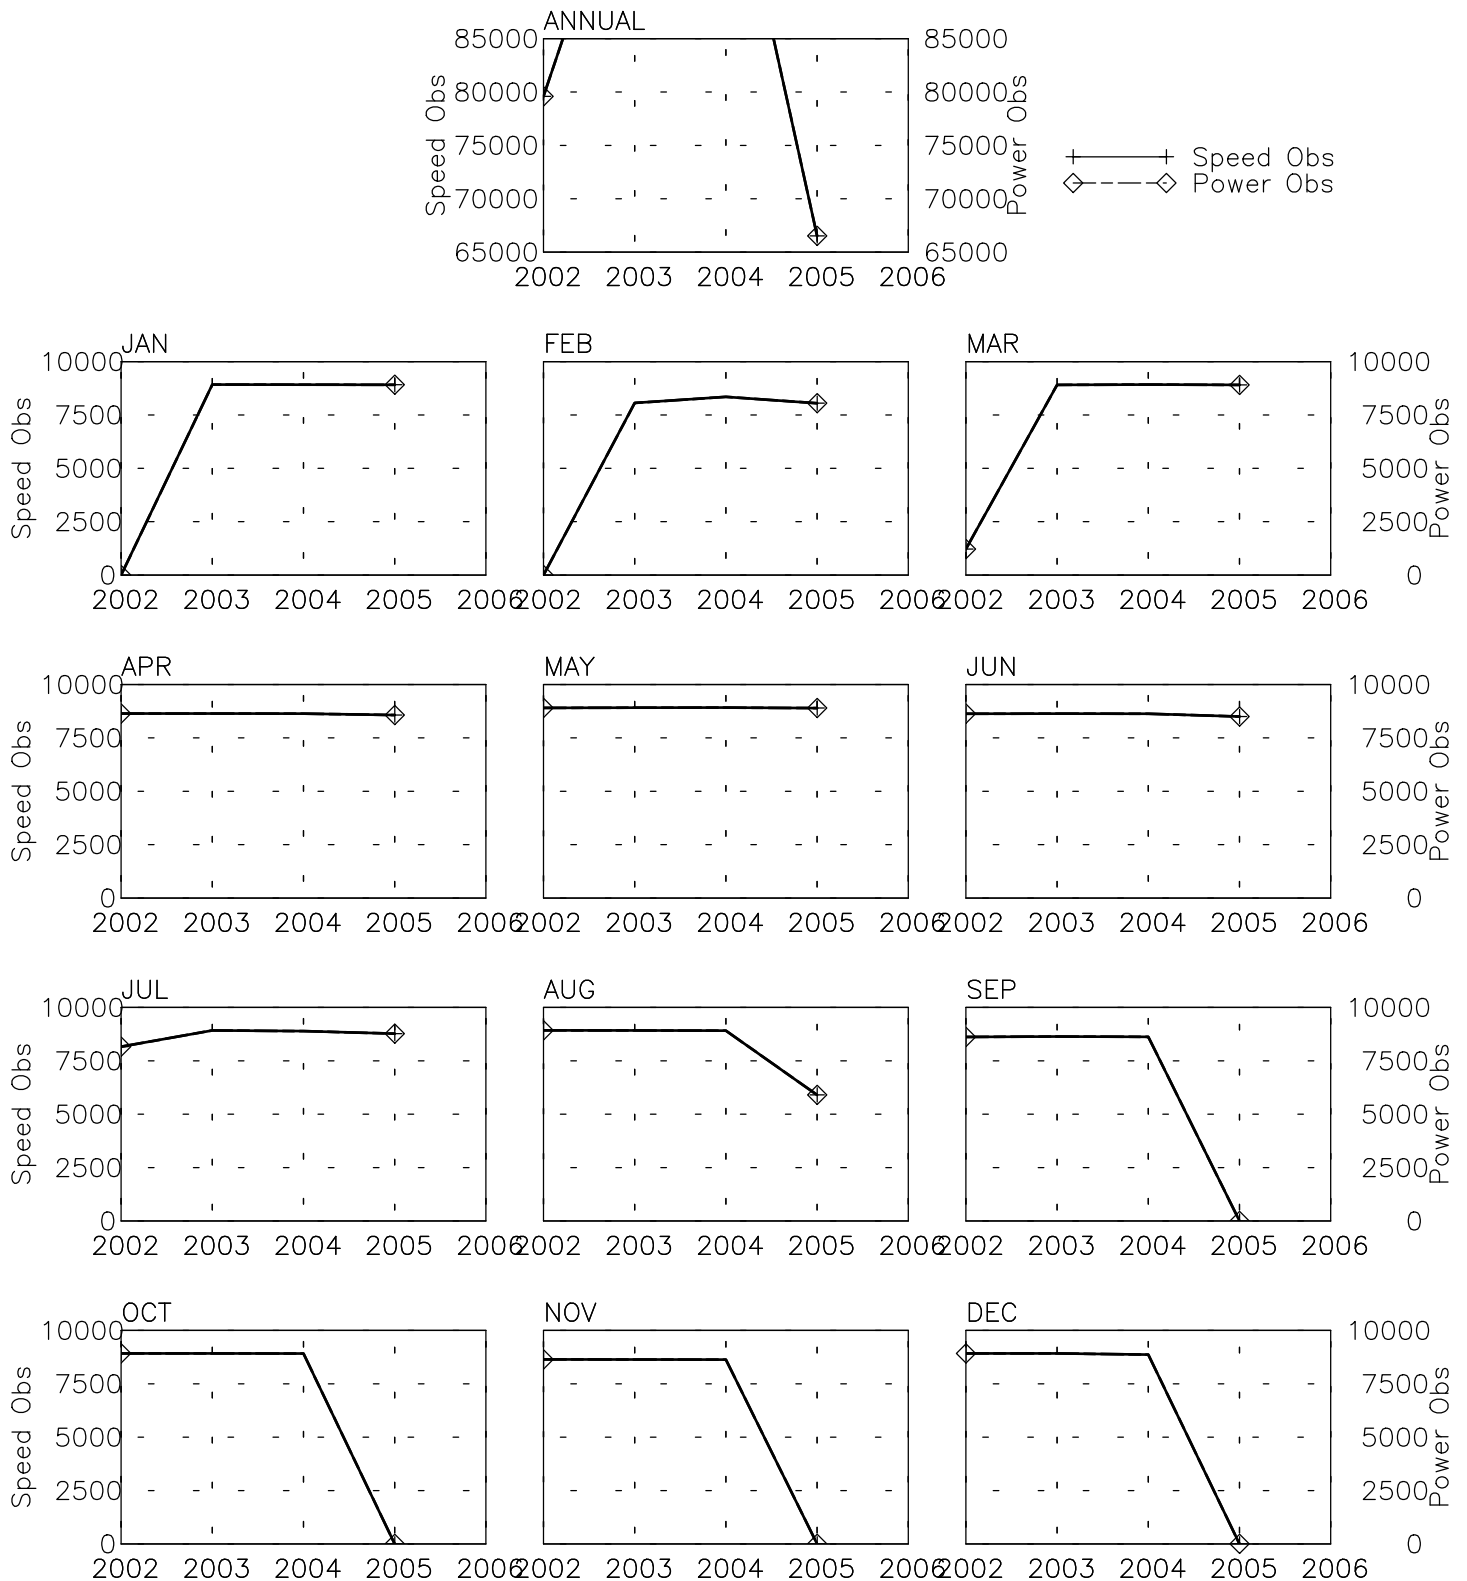 ANNUAL
85000 85000
80000 80000
75000 75000
70000 70000
65000 65000
Speed Obs
Power Obs
2002 2003 2004 2005 2006
Speed Obs
Power Obs
JAN FEB MAR
10000 10000
7500 7500
5000 5000
2500 2500
0 0
Speed Obs
Power Obs
2002 2003 2004 2005 2006 2002 2003 2004 2005 2006 2002 2003 2004 2005 2006
APR MAY JUN
10000 10000
7500 7500
5000 5000
2500 2500
0 0
Speed Obs
Power Obs
2002 2003 2004 2005 2006 2002 2003 2004 2005 2006 2002 2003 2004 2005 2006
JUL AUG SEP
10000 10000
7500 7500
5000 5000
2500 2500
0 0
Speed Obs
Power Obs
2002 2003 2004 2005 2006 2002 2003 2004 2005 2006 2002 2003 2004 2005 2006
OCT NOV DEC
10000 10000
7500 7500
5000 5000
2500 2500
0 0
Speed Obs
Power Obs
2002 2003 2004 2005 2006 2002 2003 2004 2005 2006 2002 2003 2004 2005 2006